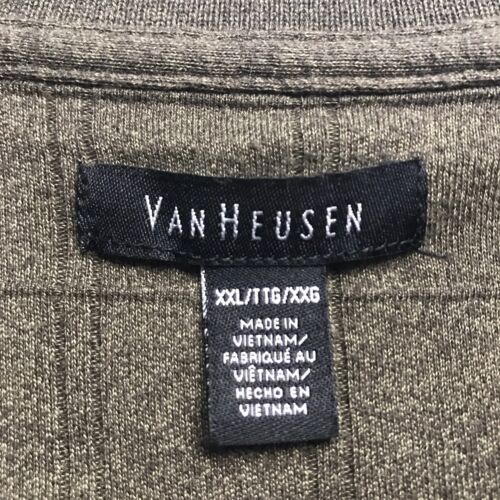 VAN HEUSEN
XXL/TTG/XXG
MADE IN
VIETNAM/
FABRIQUÉ AU
VIÊTNAM/
HECHO EN
VIETNAM